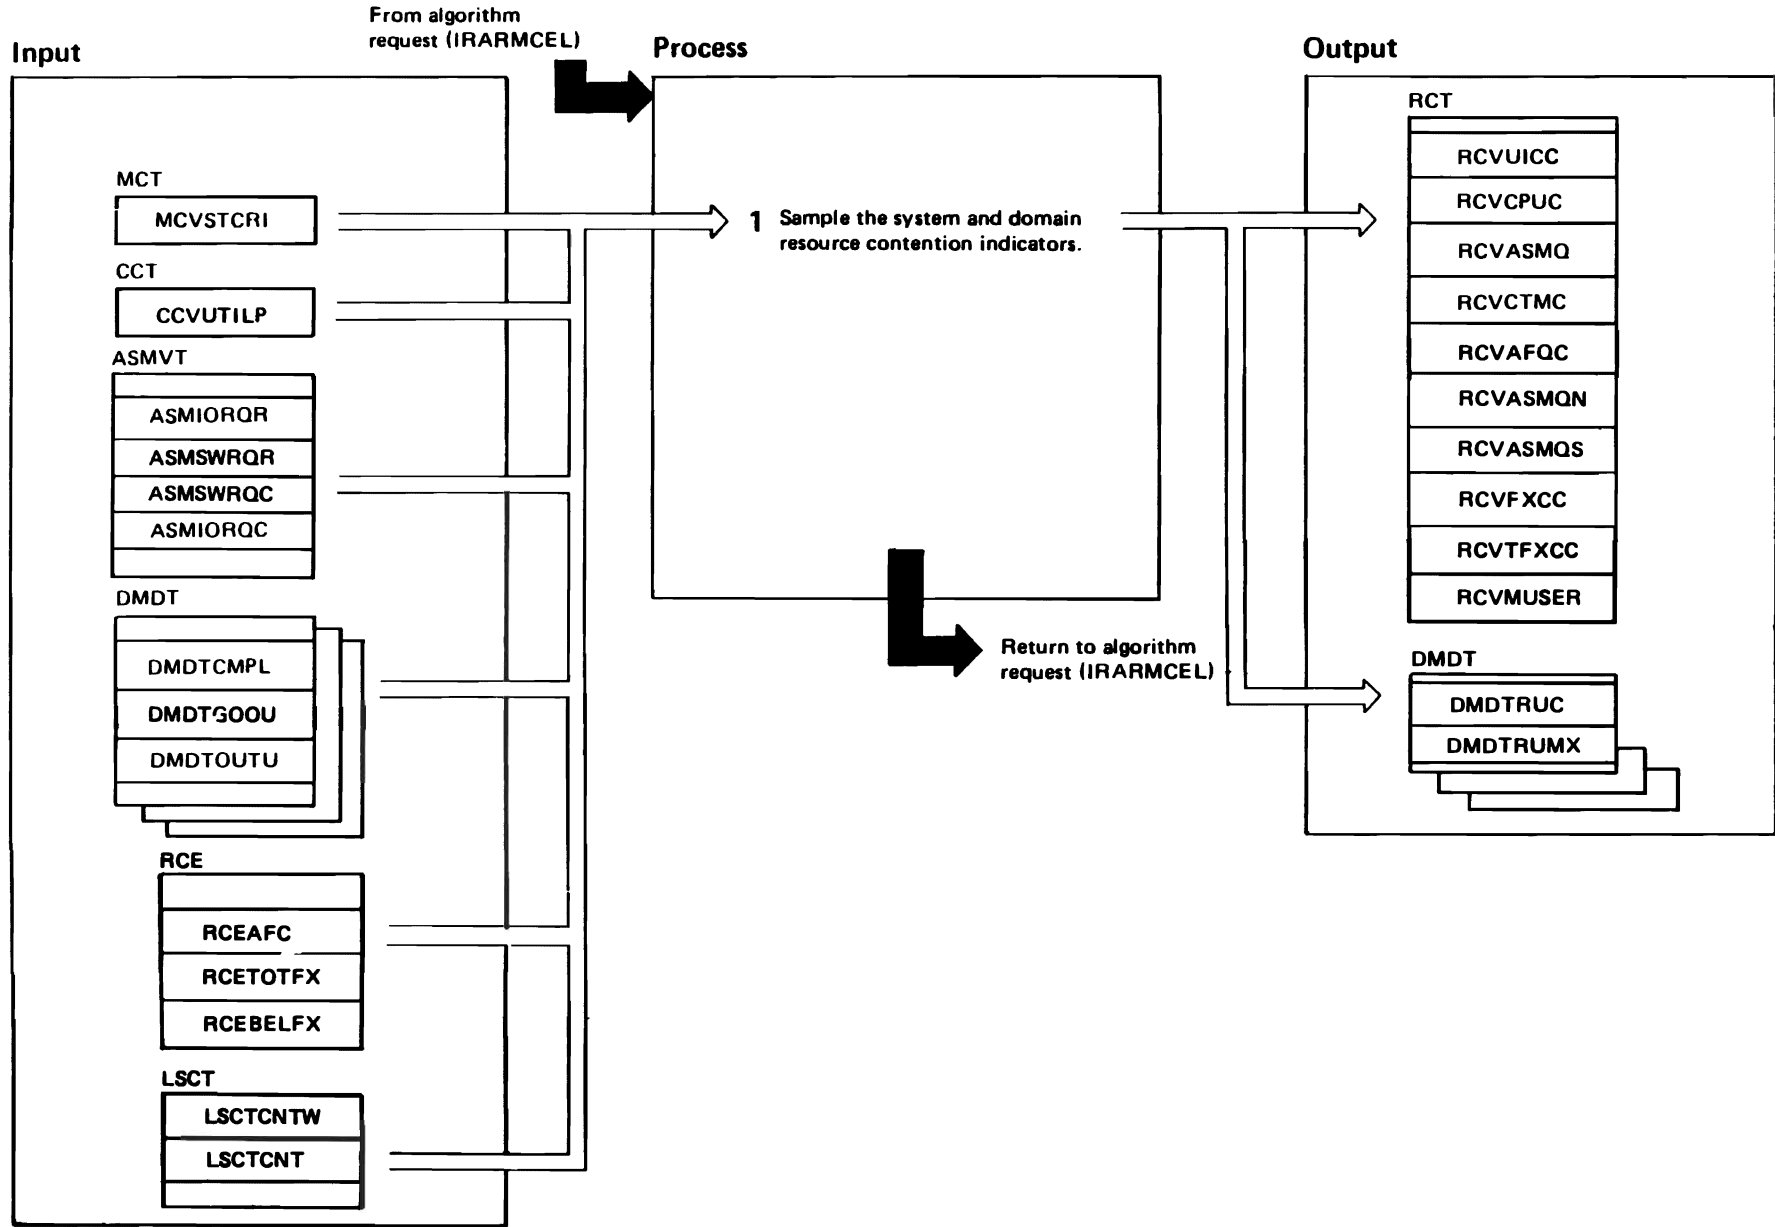 From algorithm
request (IRARMCEL)
Input
Process
Output
MCT
MCVSTCRI
CCT
CCVUTILP
ASMVT
ASMIORQR
ASMSWRQR
ASMSWRQC
ASMIORQC
DMDT
DMDTCMPL
DMDTGOOU
DMDTOUTU
RCE
RCEAFC
RCETOTFX
RCEBELFX
LSCT
LSCTCNTW
LSCTCNT
1 Sample the system and domain
resource contention indicators.
Return to algorithm
request (IRARMCEL)
RCT
RCVUICC
RCVCPUC
RCVASMQ
RCVCTMC
RCVAFQC
RCVASMQN
RCVASMQS
RCVFXCC
RCVTFXCC
RCVMUSER
DMDT
DMDTRUC
DMDTRUMX